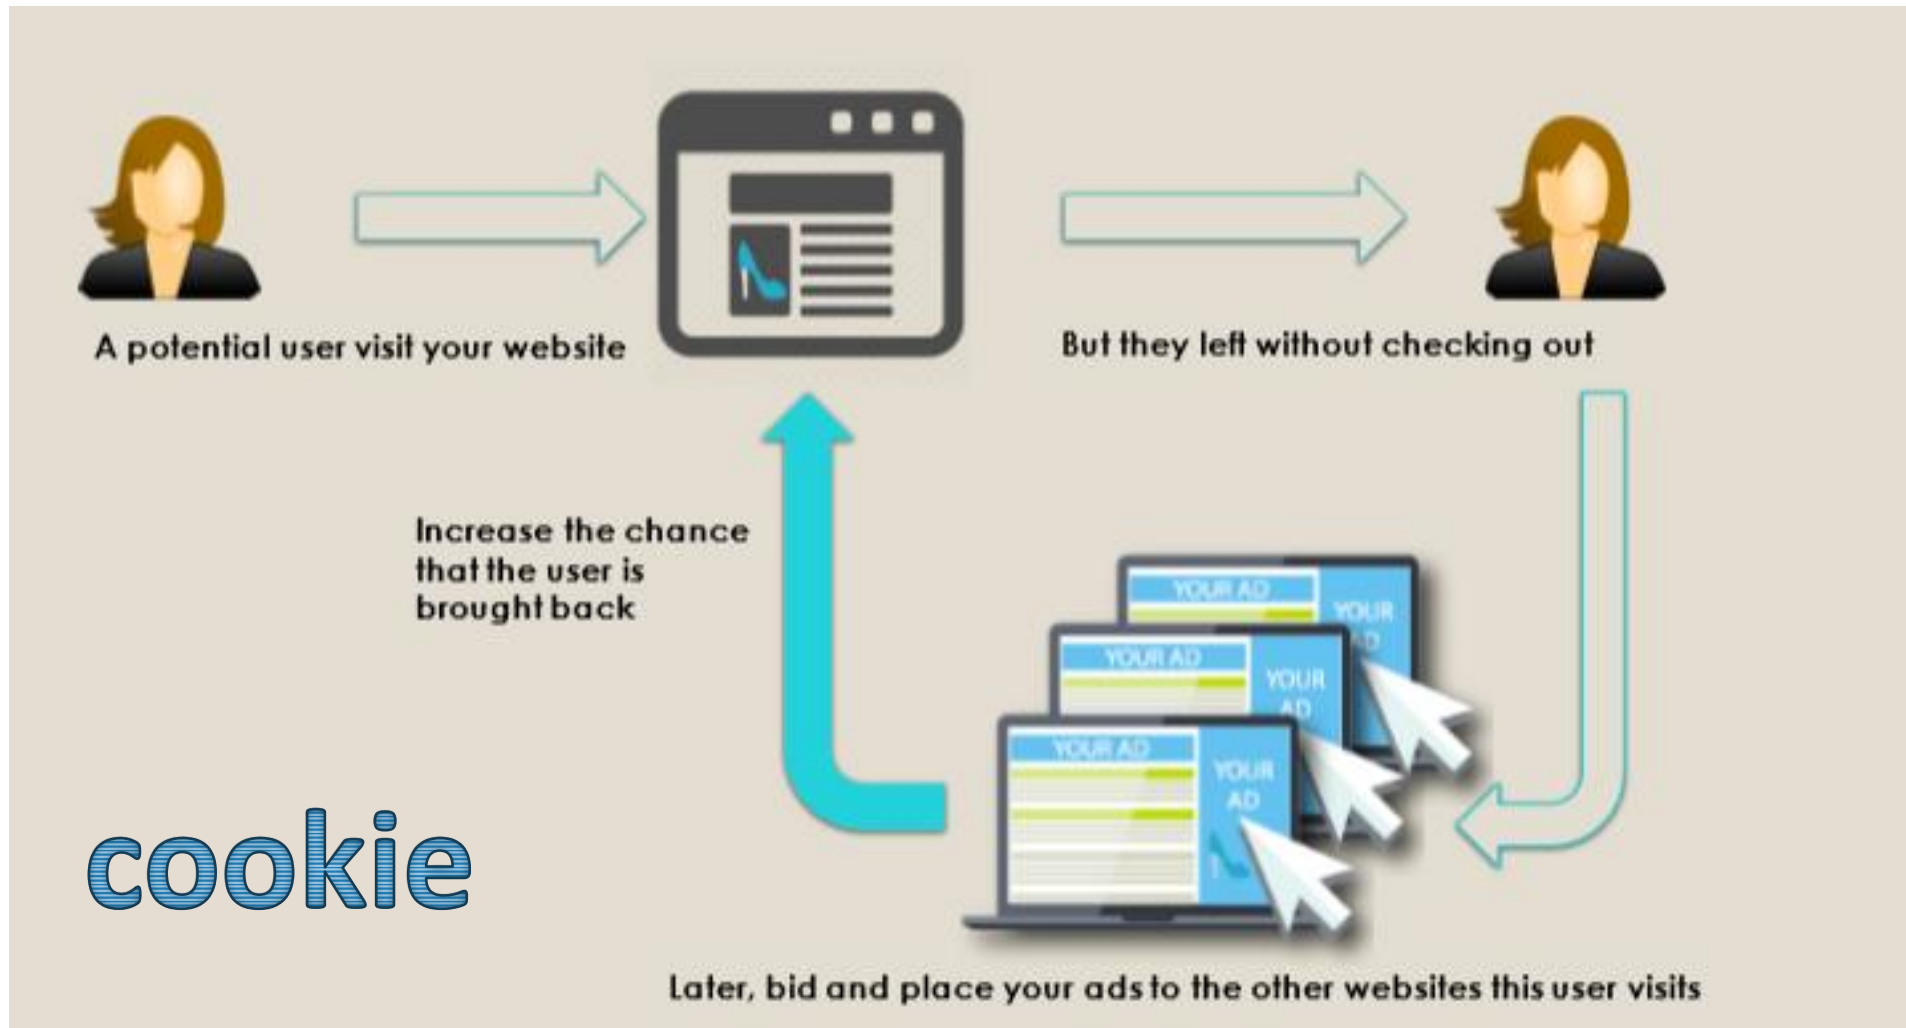 A potential user visit your website
But they left without checking out
Increase the chance
that the user is
brought back
YOUR AD
YOUR
AD
YOUR AD
YOUR
AD
YOUR AD
YOUR
AD
cookie
Later, bid and place your ads to the other websites this user visits